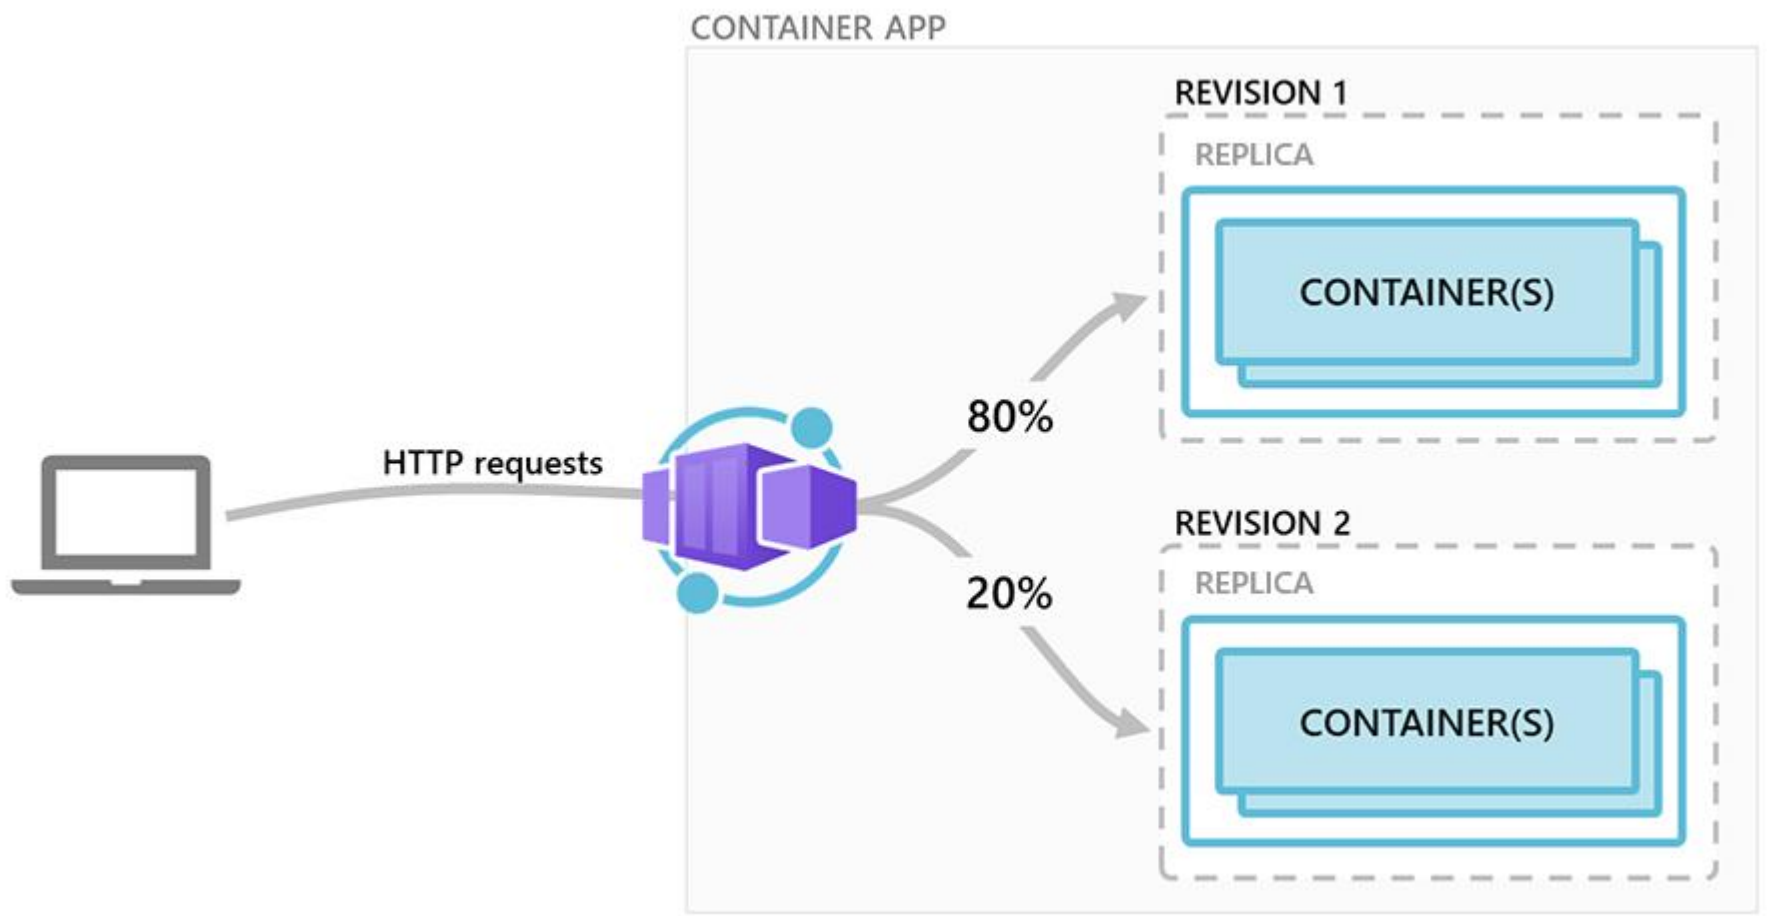 CONTAINER APP
REVISION 1
REPLICA
CONTAINER(S)
80%
HTTP requests
20%
REVISION 2
REPLICA
CONTAINER(S)